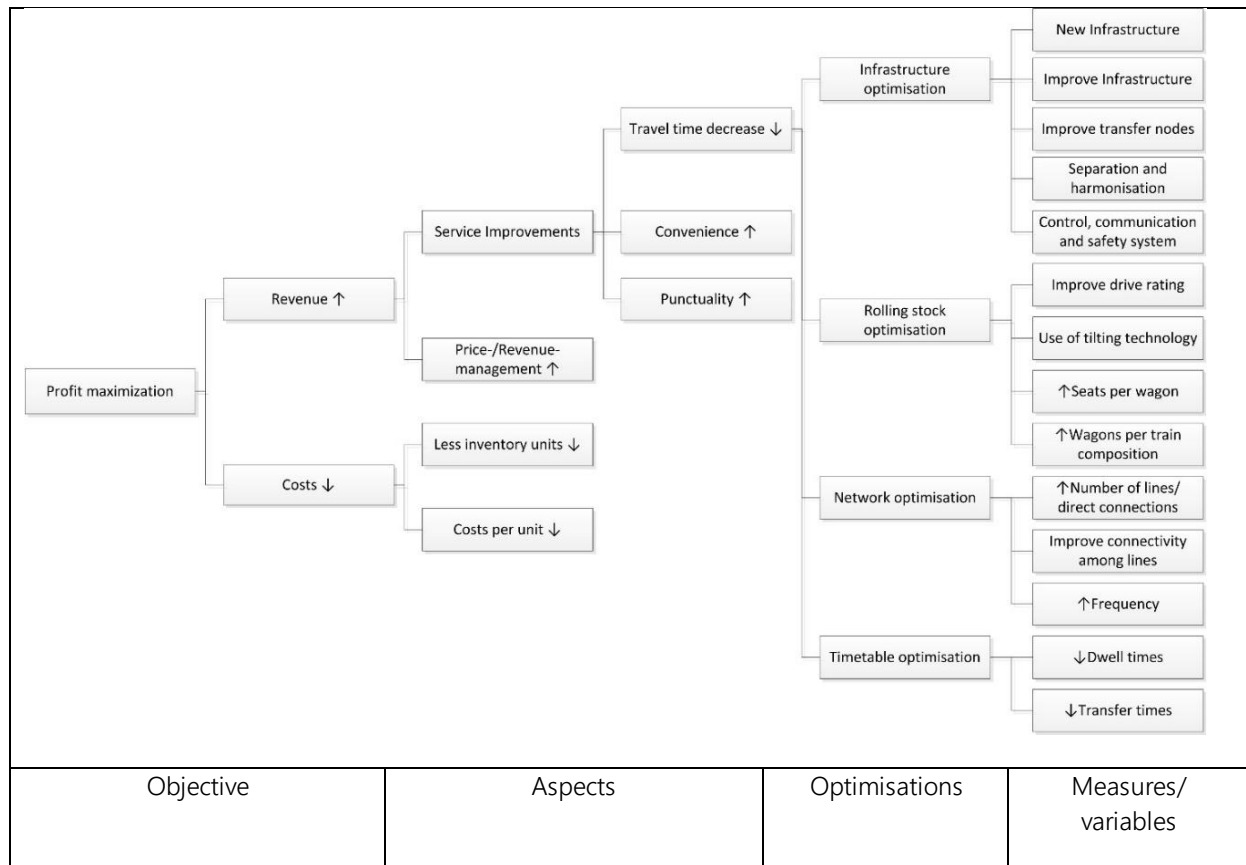 New Infrastructure
Infrastructure
optimisation
Improve Infrastructure
Travel time decrease ↓
Improve transfer nodes
Separation and
harmonisation
Service Improvements
Convenience ↑
Control, communication
and safety system
Revenue ↑
Punctuality ↑
Improve drive rating
Rolling stock
optimisation
Use of tilting technology
Price-/Revenue-
management ↑
Profit maximization
↑Seats per wagon
Less inventory units ↓
↑Wagons per train
composition
Costs ↓
Network optimisation
↑Number of lines/
direct connections
Costs per unit ↓
Improve connectivity
among lines
↑Frequency
Timetable optimisation
↓Dwell times
↓Transfer times
Objective
Aspects
Optimisations
Measures/
variables